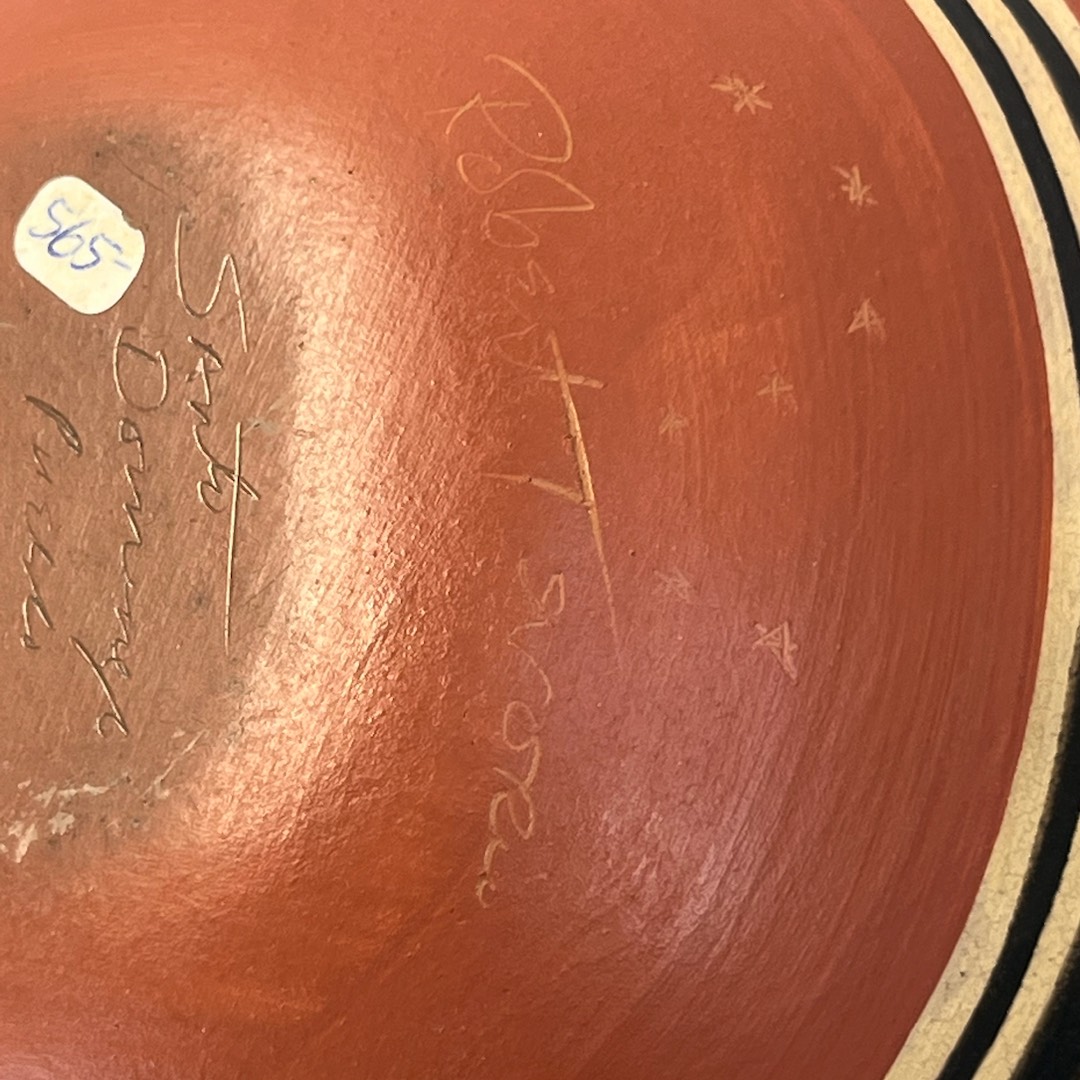 Robert Tenorio
Santo
Domingo
Pueblo
565-